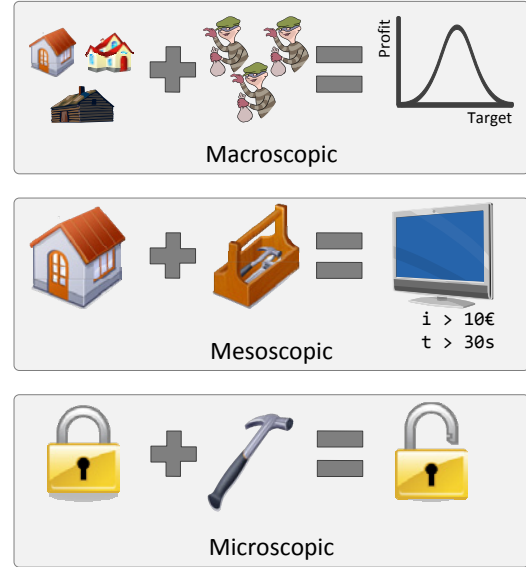 Profit
Target
Macroscopic
i > 10€
t > 30s
Mesoscopic
Microscopic